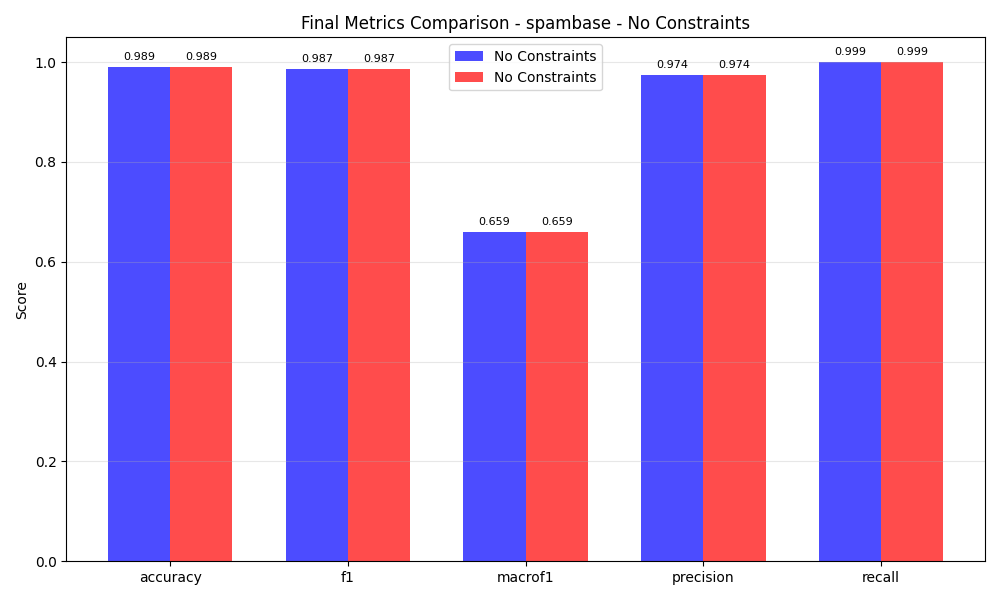 Final Metrics Comparison - spambase - No Constraints
No Constraints
No Constraints
0.989 0.989 0.987 0.987 0.659 0.659 0.974 0.974 0.999 0.999
Score
1.0
0.8
0.6
0.4
0.2
0.0
accuracy f1 macrof1 precision recall